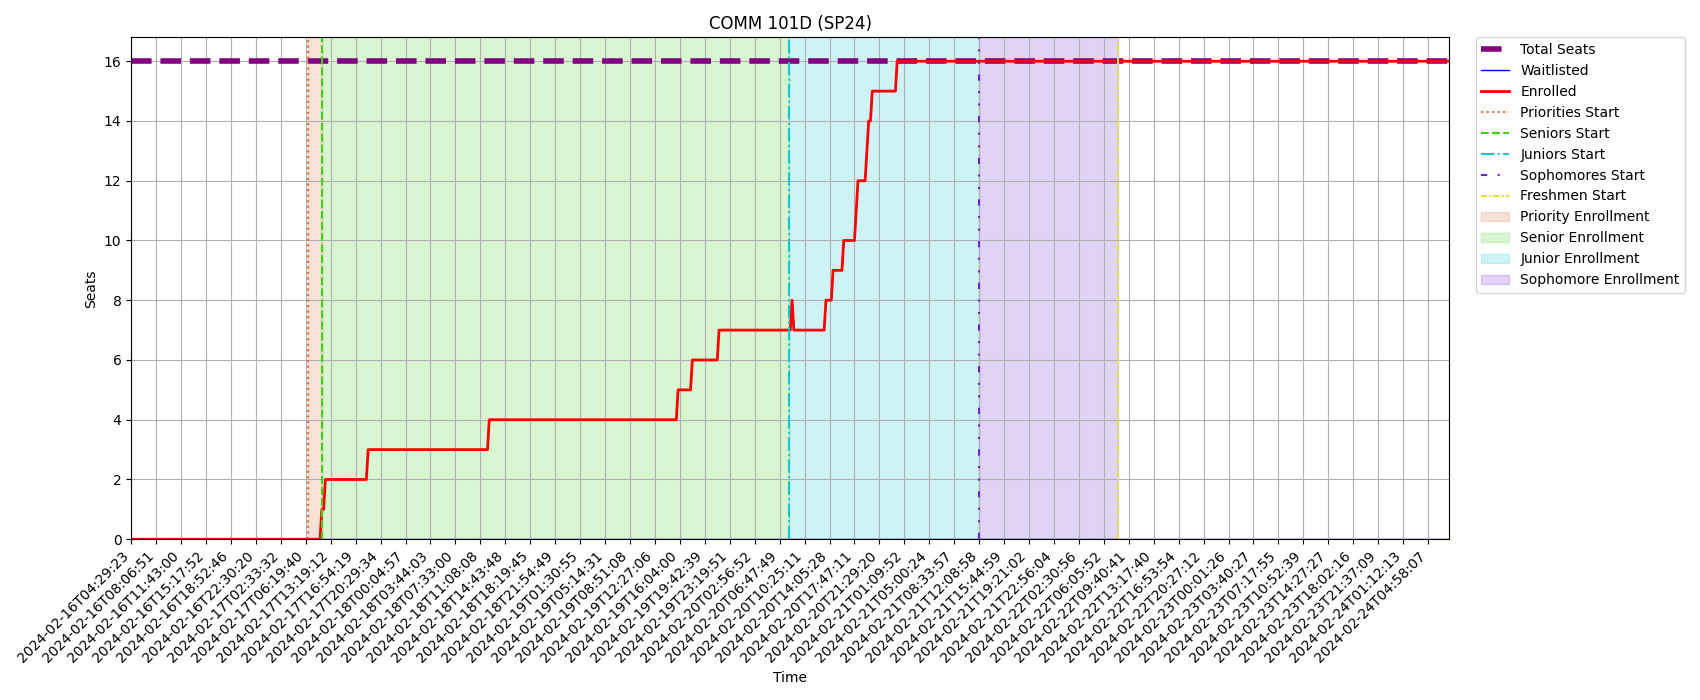 COMM 101D (SP24)
Seats
16
14
12
10
8
6
4
2
0
2024-02-16T04:29:23
2024-02-16T08:06:51
2024-02-16T11:43:00
2024-02-16T15:17:52
2024-02-16T18:52:46
2024-02-16T22:30:20
2024-02-17T02:33:32
2024-02-17T06:19:40
2024-02-17T13:19:12
2024-02-17T16:54:19
2024-02-17T20:29:34
2024-02-18T00:04:57
2024-02-18T03:44:03
2024-02-18T07:33:00
2024-02-18T11:08:08
2024-02-18T14:43:48
2024-02-18T18:19:45
2024-02-18T21:54:49
2024-02-19T01:30:55
2024-02-19T05:14:31
2024-02-19T08:51:08
2024-02-19T12:27:06
2024-02-19T16:04:00
2024-02-19T19:42:39
2024-02-19T23:19:51
2024-02-20T02:56:52
2024-02-20T06:47:49
2024-02-20T10:25:11
2024-02-20T14:05:28
2024-02-20T17:47:11
2024-02-20T21:29:20
2024-02-21T01:09:52
2024-02-21T05:00:24
2024-02-21T08:33:57
2024-02-21T12:08:58
2024-02-21T15:44:59
2024-02-21T19:21:02
2024-02-21T22:56:04
2024-02-22T02:30:56
2024-02-22T06:05:52
2024-02-22T09:40:41
2024-02-22T13:17:40
2024-02-22T16:53:54
2024-02-22T20:27:12
2024-02-23T00:01:26
2024-02-23T03:40:27
2024-02-23T07:17:55
2024-02-23T10:52:39
2024-02-23T14:27:27
2024-02-23T18:02:16
2024-02-23T21:37:09
2024-02-24T01:12:13
2024-02-24T04:58:07
Time
Total Seats
Waitlisted
Enrolled
Priorities Start
Seniors Start
Juniors Start
Sophomores Start
Freshmen Start
Priority Enrollment
Senior Enrollment
Junior Enrollment
Sophomore Enrollment